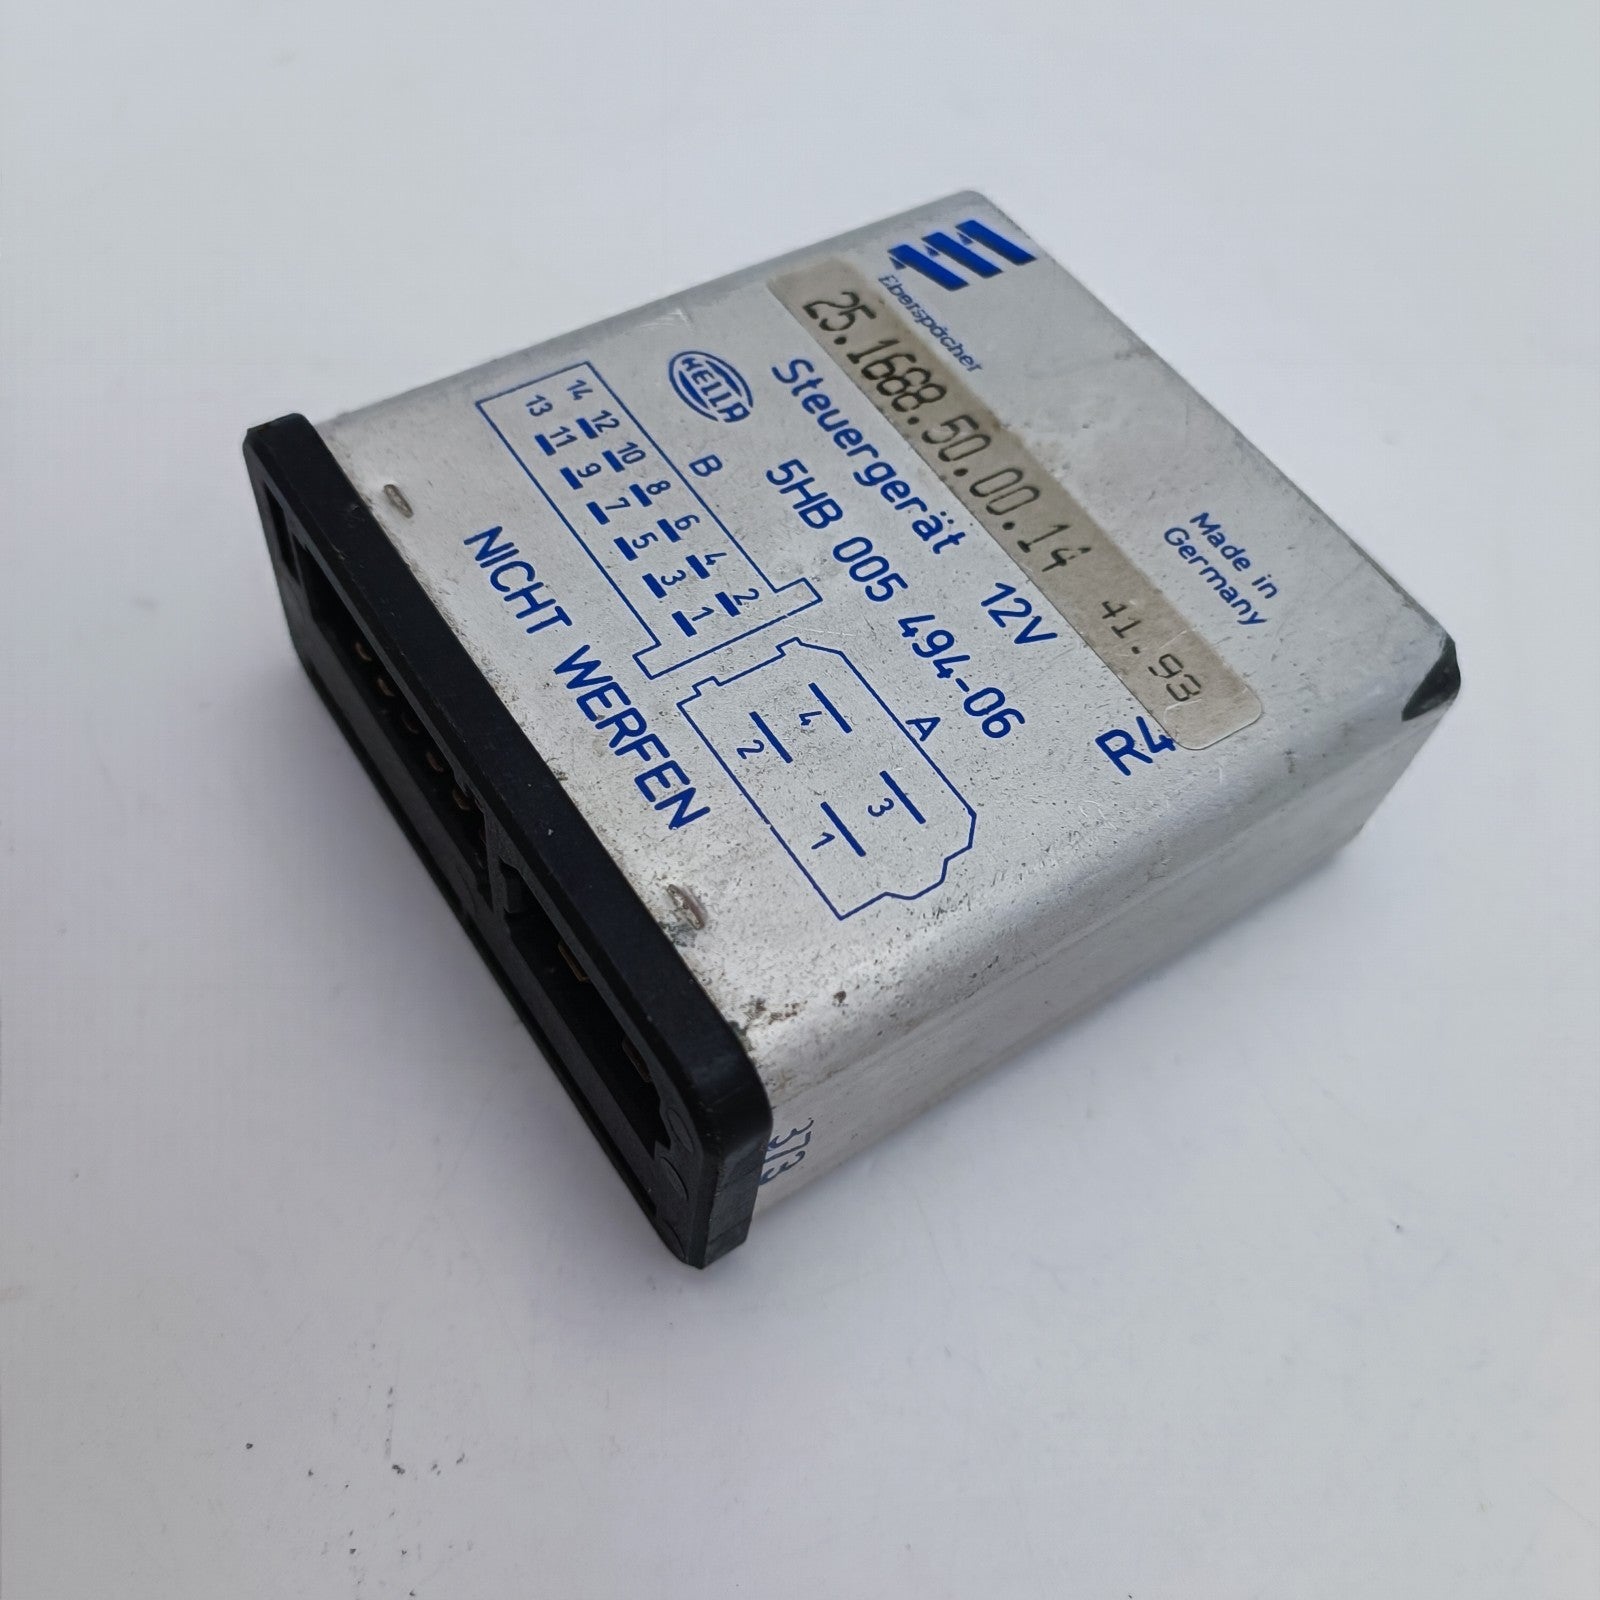 Eberspächer
25.1688.50.00.14 41.93
Made in
Germany
Steuergerät 12V R4
HELLA
5HB 005 494-06
B
14 12 10 8 6 4 2
13 11 9 7 5 3 1
A
4 3
2 1
NICHT WERFEN
373